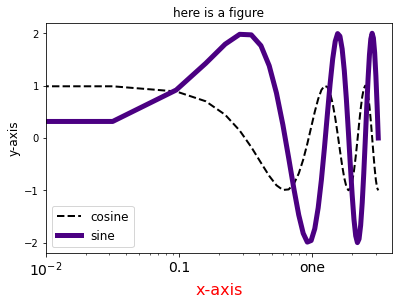 here is a figure
y-axis
2
1
0
−1
−2
cosine
sine
10⁻²
0.1
one
x-axis